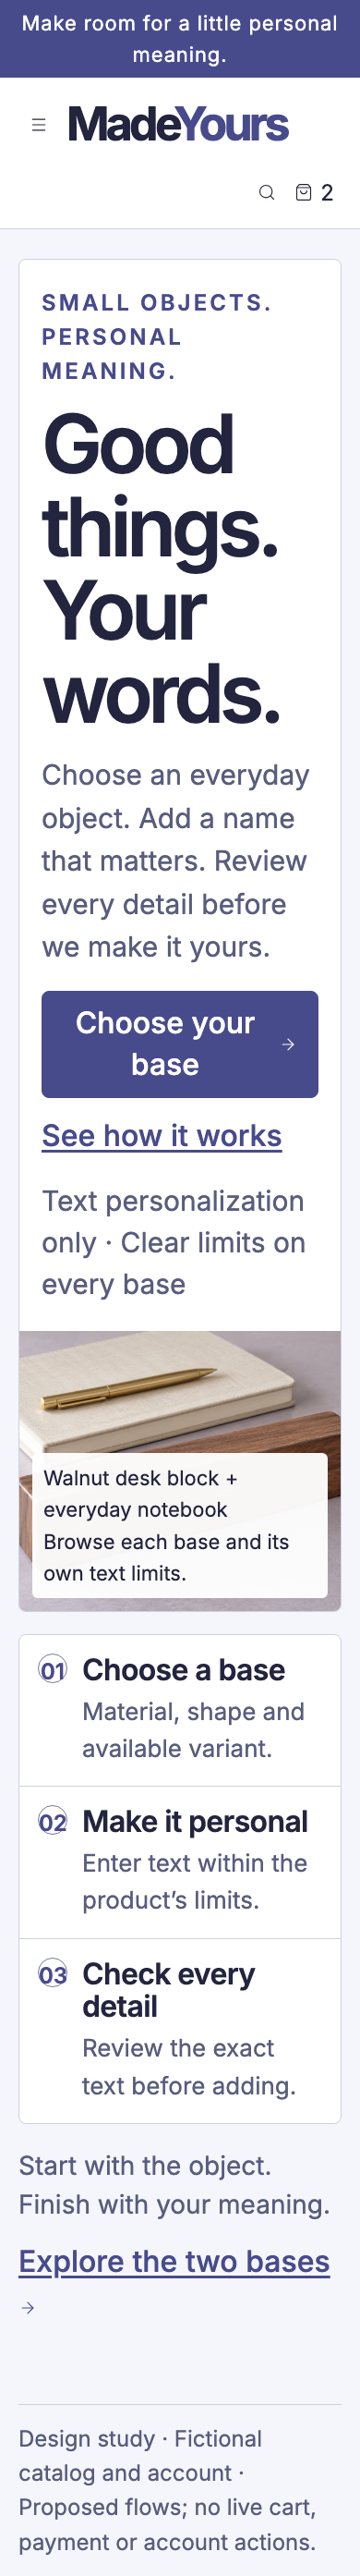 Make room for a little personal
meaning.
MadeYours
2
SMALL OBJECTS.
PERSONAL
MEANING.
Good
things.
Your
words.
Choose an everyday
object. Add a name
that matters. Review
every detail before
we make it yours.
Choose your
base
See how it works
Text personalization
only · Clear limits on
every base
Walnut desk block +
everyday notebook
Browse each base and its
own text limits.
01 Choose a base
Material, shape and
available variant.
02 Make it personal
Enter text within the
product’s limits.
03 Check every
detail
Review the exact
text before adding.
Start with the object.
Finish with your meaning.
Explore the two bases
Design study · Fictional
catalog and account ·
Proposed flows; no live cart,
payment or account actions.